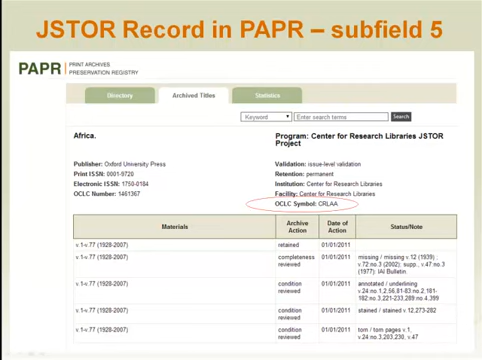 JSTOR Record in PAPR – subfield 5
PAPR PRINT ARCHIVES
PRESERVATION REGISTRY
Directory Archived Titles Statistics
Keyword Enter search terms Search
Africa.
Program: Center for Research Libraries JSTOR
Project
Publisher: Oxford University Press
Print ISSN: 0001-9720
Electronic ISSN: 1750-0184
OCLC Number: 1461367
Validation: issue-level validation
Retention: permanent
Institution: Center for Research Libraries
Facility: Center for Research Libraries
OCLC Symbol: CRLAA
Materials Archive Action Date of Action Status/Note
v.1-v.77 (1928-2007) retained 01/01/2011
v.1-v.77 (1928-2007) completeness reviewed 01/01/2011 missing / missing v.12 (1939) ;
v.72 no.3 (2002); supp., v.47 no.3
(1977): IAI Bulletin
v.1-v.77 (1928-2007) condition reviewed 01/01/2011 annotated / underlining
v.24 no 1,2,56,81-83;no.2,181-
182 no.3,221-233,289 no 4.399
v.1-v.77 (1928-2007) condition reviewed 01/01/2011 stained / stained v 12,273-282
v.1-v.77 (1928-2007) condition reviewed 01/01/2011 torn / torn pages v.1,
v.24 no.3,203,230, v.47